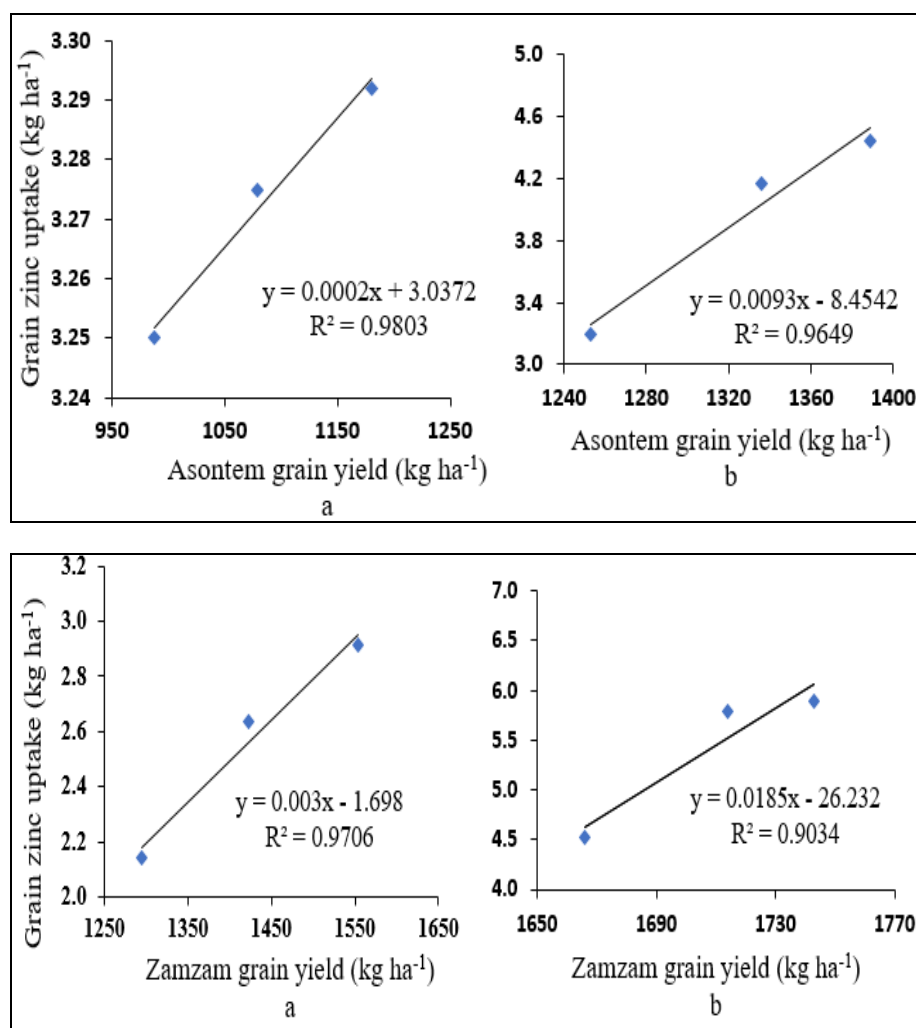 Grain zinc uptake (kg ha⁻¹)
3.30
3.29
3.28
3.27
3.26
3.25
3.24
y = 0.0002x + 3.0372
R² = 0.9803
950 1050 1150 1250
Asontem grain yield (kg ha⁻¹)
a
5.0
4.6
4.2
3.8
3.4
3.0
y = 0.0093x - 8.4542
R² = 0.9649
1240 1280 1320 1360 1400
Asontem grain yield (kg ha⁻¹)
b
Grain zinc uptake (kg ha⁻¹)
3.2
3.0
2.8
2.6
2.4
2.2
2.0
y = 0.003x - 1.698
R² = 0.9706
1250 1350 1450 1550 1650
Zamzam grain yield (kg ha⁻¹)
a
7.0
6.5
6.0
5.5
5.0
4.5
4.0
y = 0.0185x - 26.232
R² = 0.9034
1650 1690 1730 1770
Zamzam grain yield (kg ha⁻¹)
b